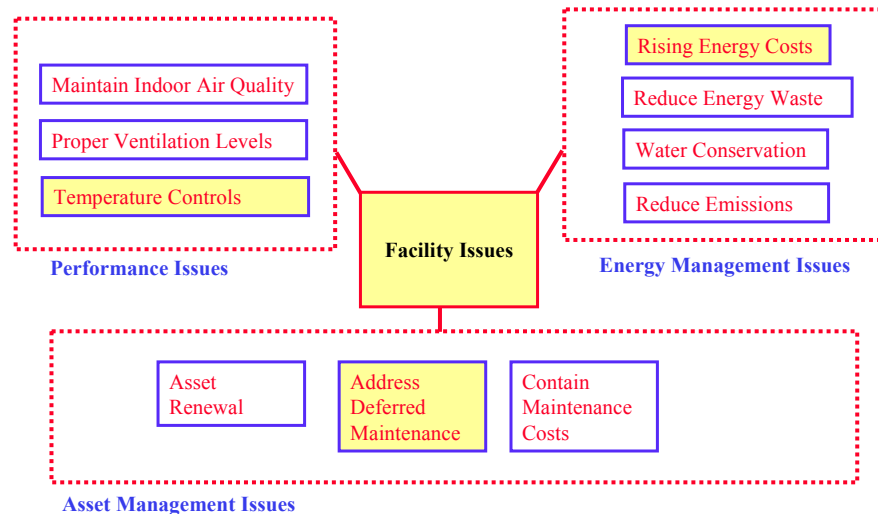 Maintain Indoor Air Quality
Proper Ventilation Levels
Temperature Controls
Performance Issues
Rising Energy Costs
Reduce Energy Waste
Water Conservation
Reduce Emissions
Energy Management Issues
Facility Issues
Asset
Renewal
Address
Deferred
Maintenance
Contain
Maintenance
Costs
Asset Management Issues